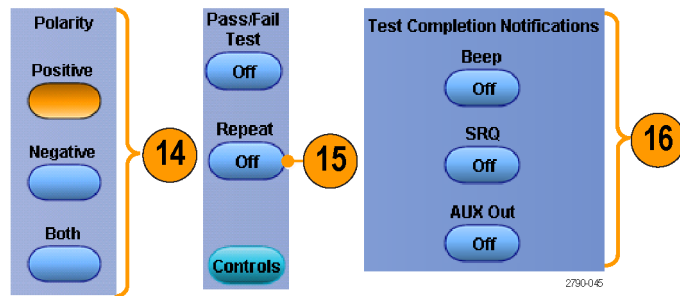 Polarity
Positive
Negative
Both
14
Pass/Fail
Test
Off
Repeat
Off
15
Controls
Test Completion Notifications
Beep
Off
SRQ
Off
AUX Out
Off
16
2790-045